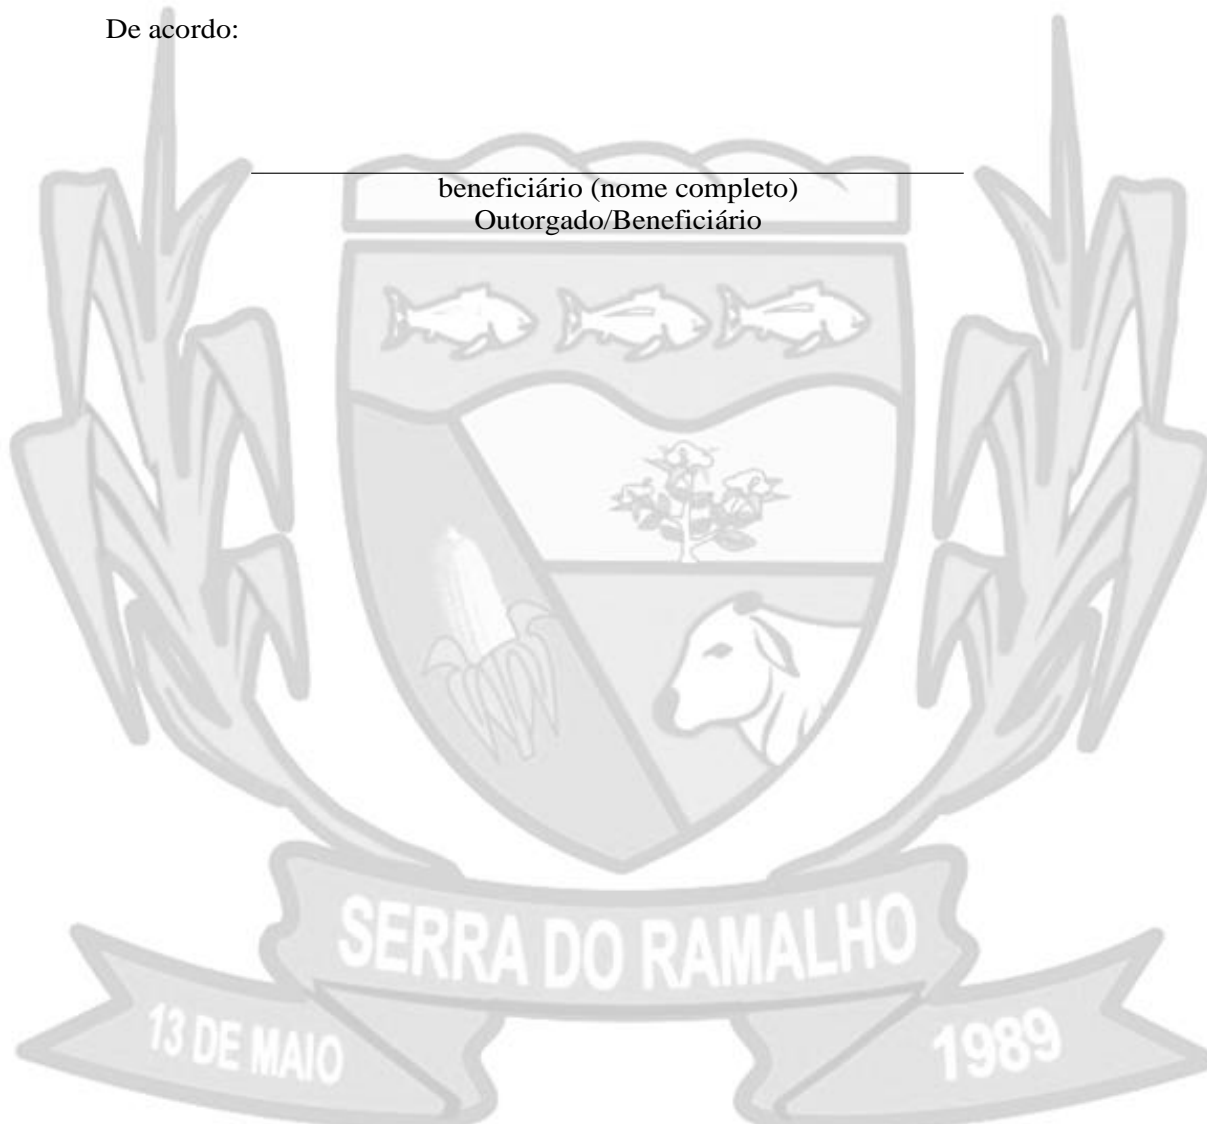 De acordo:
beneficiário (nome completo)
Outorgado/Beneficiário
SERRA DO RAMALHO
13 DE MAIO
1989